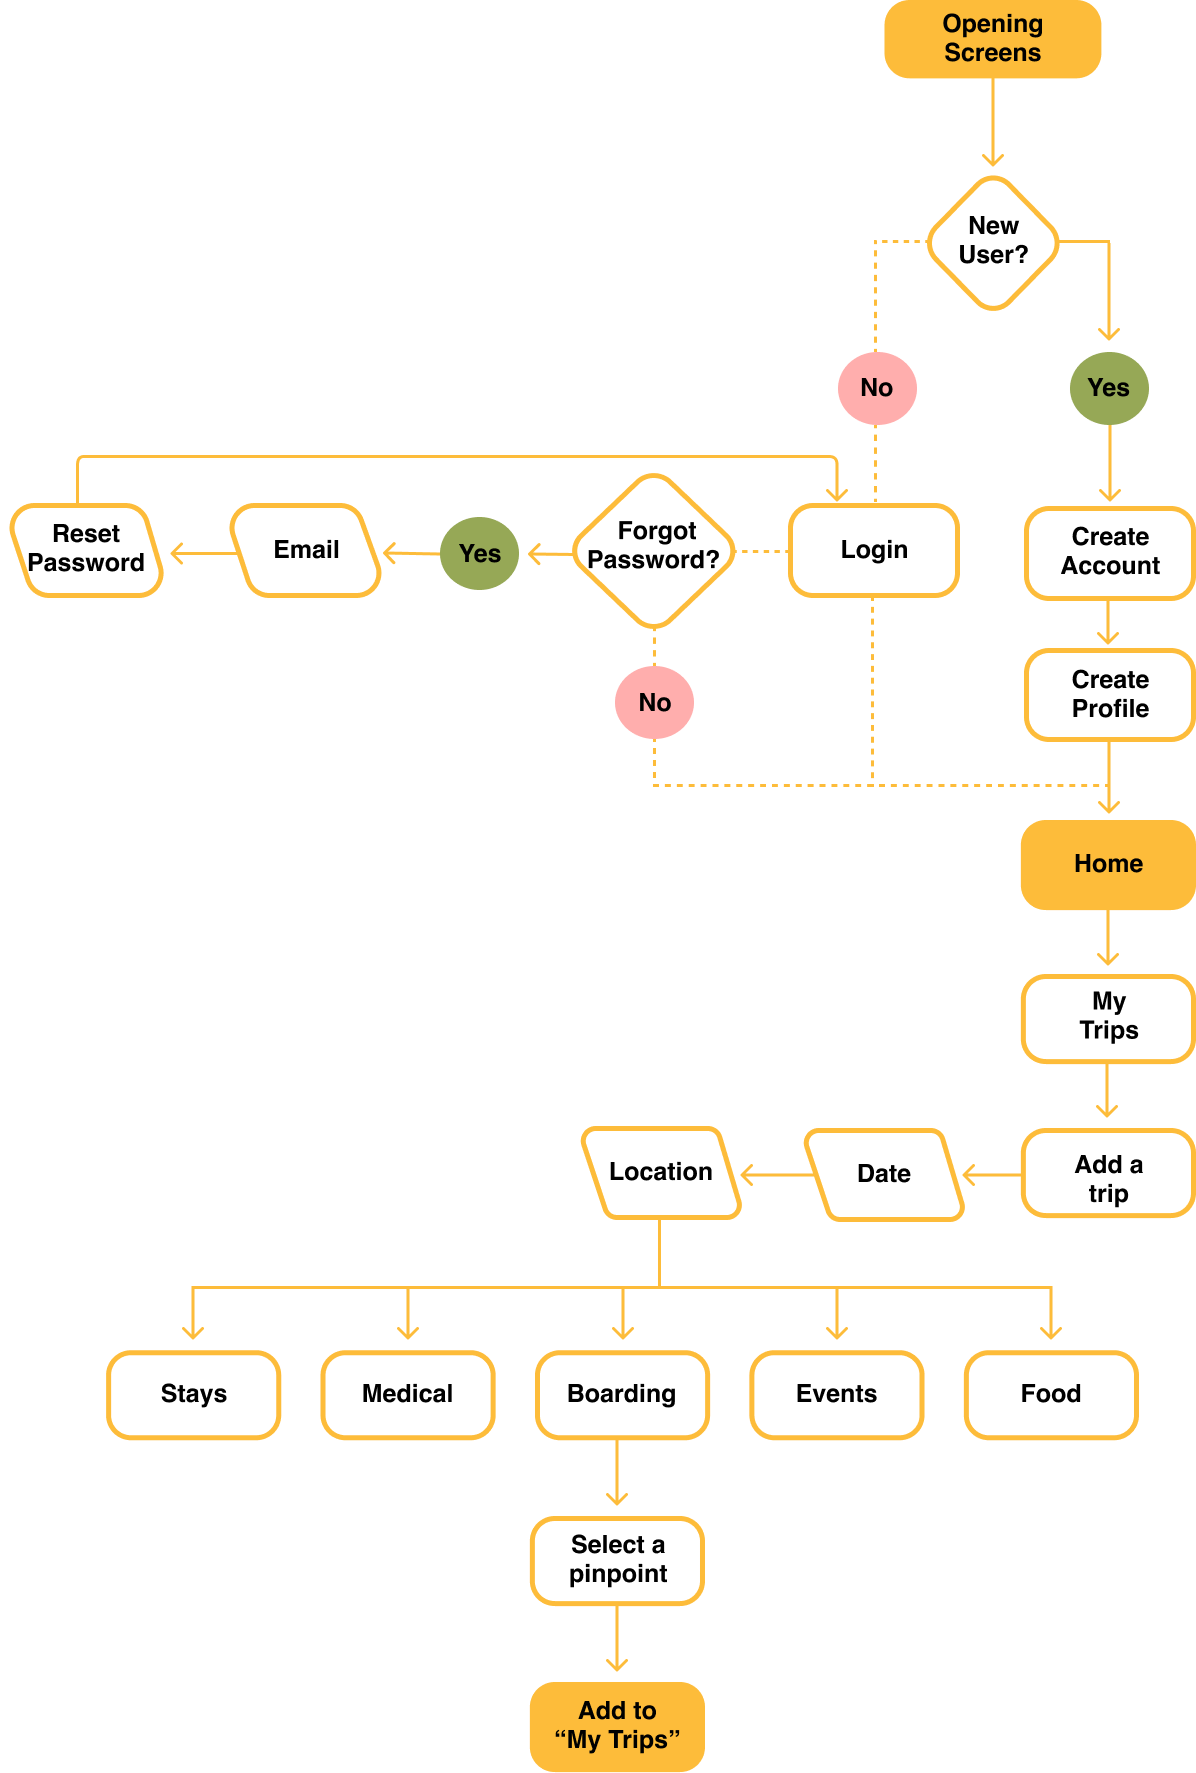 Opening
Screens
New
User?
No
Yes
Reset
Password
Email
Yes
Forgot
Password?
Login
Create
Account
No
Create
Profile
Home
My
Trips
Location
Date
Add a
trip
Stays
Medical
Boarding
Events
Food
Select a
pinpoint
Add to
“My Trips”